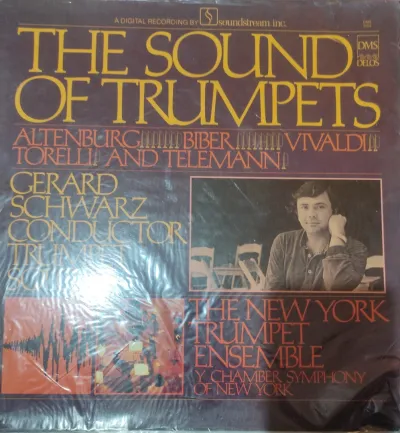 A DIGITAL RECORDING BY S soundstream, inc.
THE SOUND
OF TRUMPETS
DMS
DELOS
ALTENBURG BIBER VIVALDI
TORELLI AND TELEMANN
GERARD
SCHWARZ
CONDUCTOR
TRUMPET
THE NEW YORK
TRUMPET
ENSEMBLE
Y CHAMBER SYMPHONY
OF NEW YORK